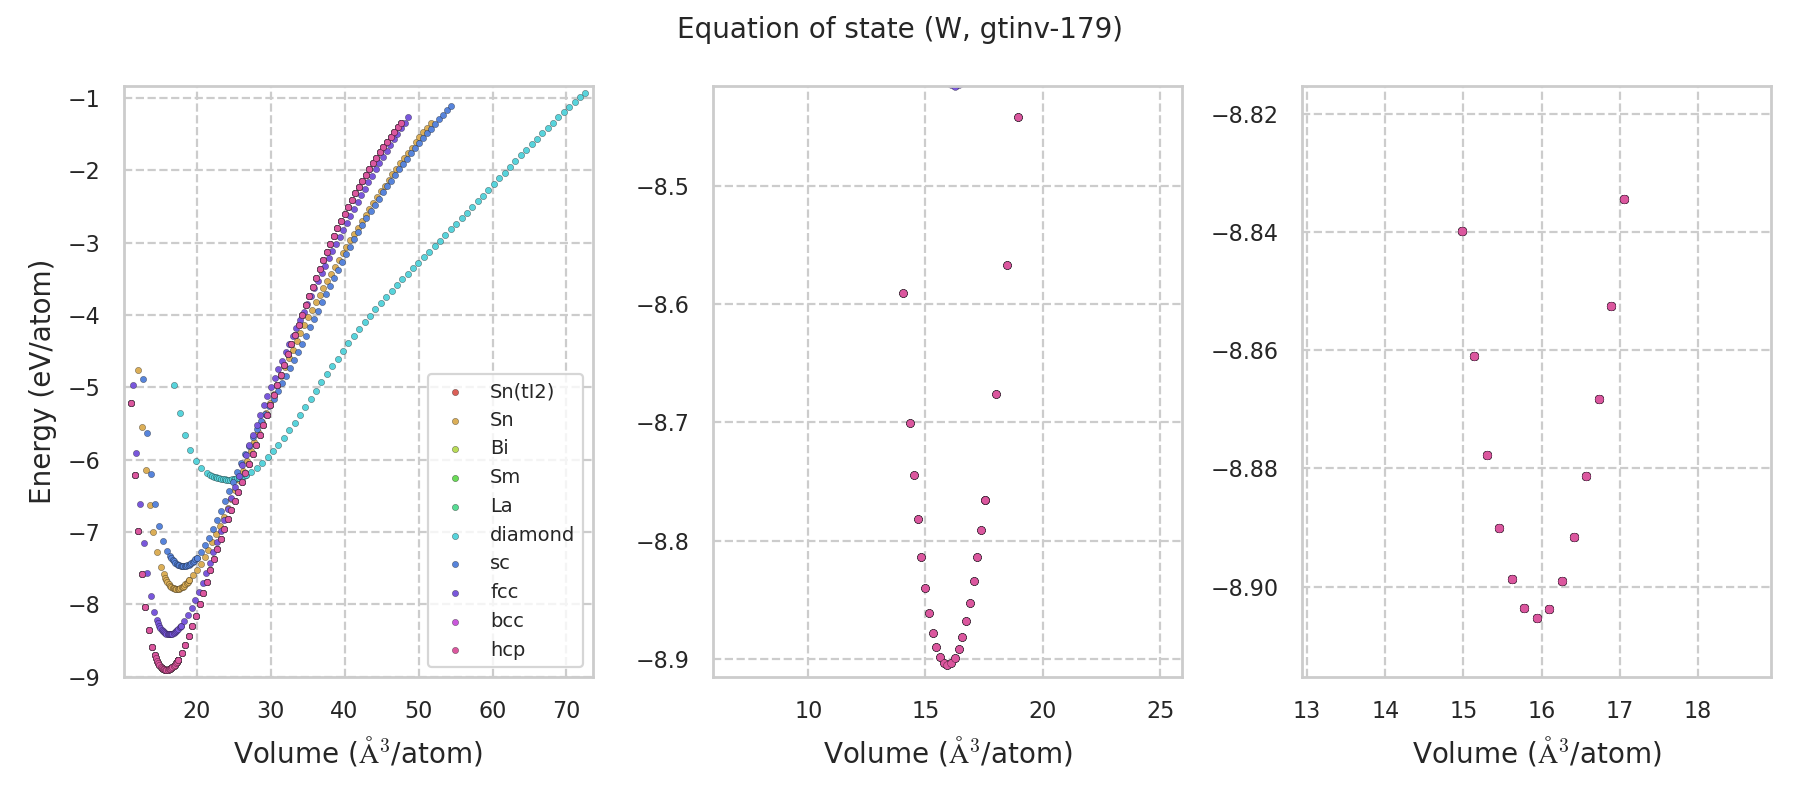 Equation of state (W, gtinv-179)
Energy (eV/atom)
−1
−2
−3
−4
−5
−6
−7
−8
−9
20 30 40 50 60 70
Volume (Å³/atom)
Sn(tI2)
Sn
Bi
Sm
La
diamond
sc
fcc
bcc
hcp
−8.5
−8.6
−8.7
−8.8
−8.9
10 15 20 25
Volume (Å³/atom)
−8.82
−8.84
−8.86
−8.88
−8.90
13 14 15 16 17 18
Volume (Å³/atom)